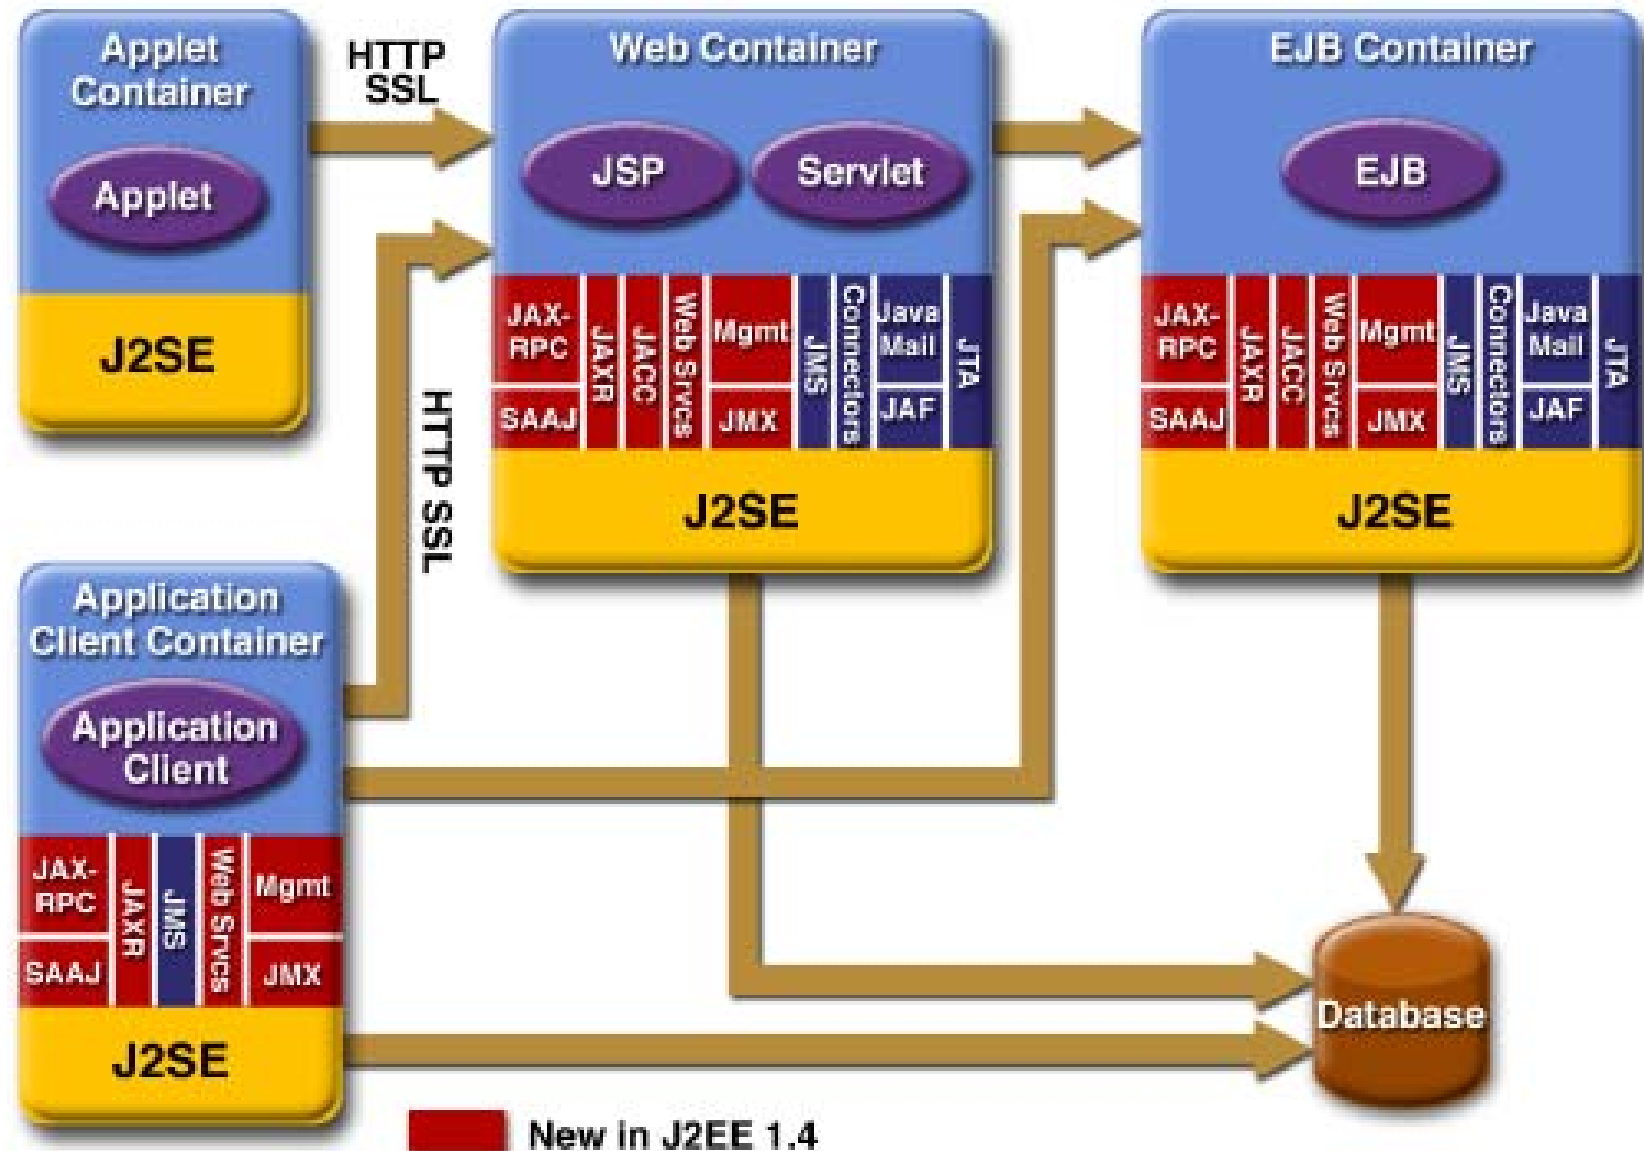 Applet
Container
Applet
J2SE
HTTP
SSL
Web Container
JSP
Servlet
JAX-
RPC
SAAJ
JAXR
JACC
Web Srvcs
Mgmt
JMX
JMS
Connectors
Java
Mail
JAF
JTA
J2SE
EJB Container
EJB
JAX-
RPC
SAAJ
JAXR
JACC
Web Srvcs
Mgmt
JMX
JMS
Connectors
Java
Mail
JAF
JTA
J2SE
HTTP SSL
Application
Client Container
Application
Client
JAX-
RPC
SAAJ
JAXR
JMS
Web Srvcs
Mgmt
JMX
J2SE
Database
New in J2EE 1.4